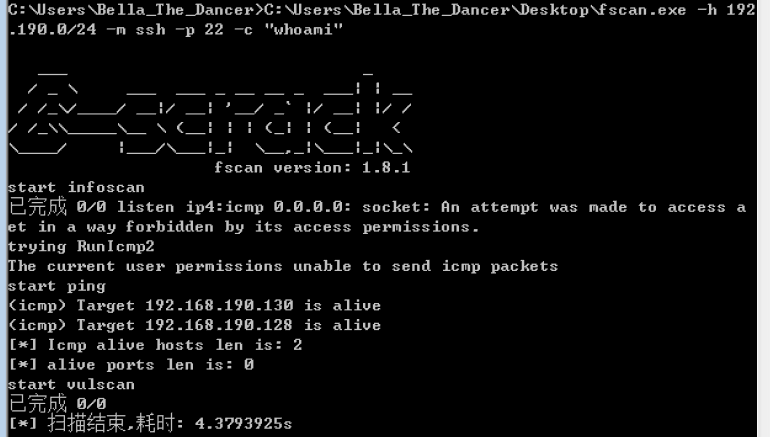 C:\Users\Bella_The_Dancer>C:\Users\Bella_The_Dancer\Desktop\fscan.exe -h 192
.190.0/24 -m ssh -p 22 -c "whoami"
   ___                              _
  / _ \     ___  ___ _ __ __ _  ___| | __
 / /_\/____/ __|/ __| '__/ _` |/ __| |/ /
/ /_\\_____\__ \ (__| | | (_| | (__|   <
\____/     |___/\___|_|  \__,_|\___|_|\_\
                     fscan version: 1.8.1
start infoscan
已完成 0/0 listen ip4:icmp 0.0.0.0: socket: An attempt was made to access a
et in a way forbidden by its access permissions.
trying RunIcmp2
The current user permissions unable to send icmp packets
start ping
(icmp) Target 192.168.190.130 is alive
(icmp) Target 192.168.190.128 is alive
[*] Icmp alive hosts len is: 2
[*] alive ports len is: 0
start vulscan
已完成 0/0
[*] 扫描结束,耗时: 4.3793925s